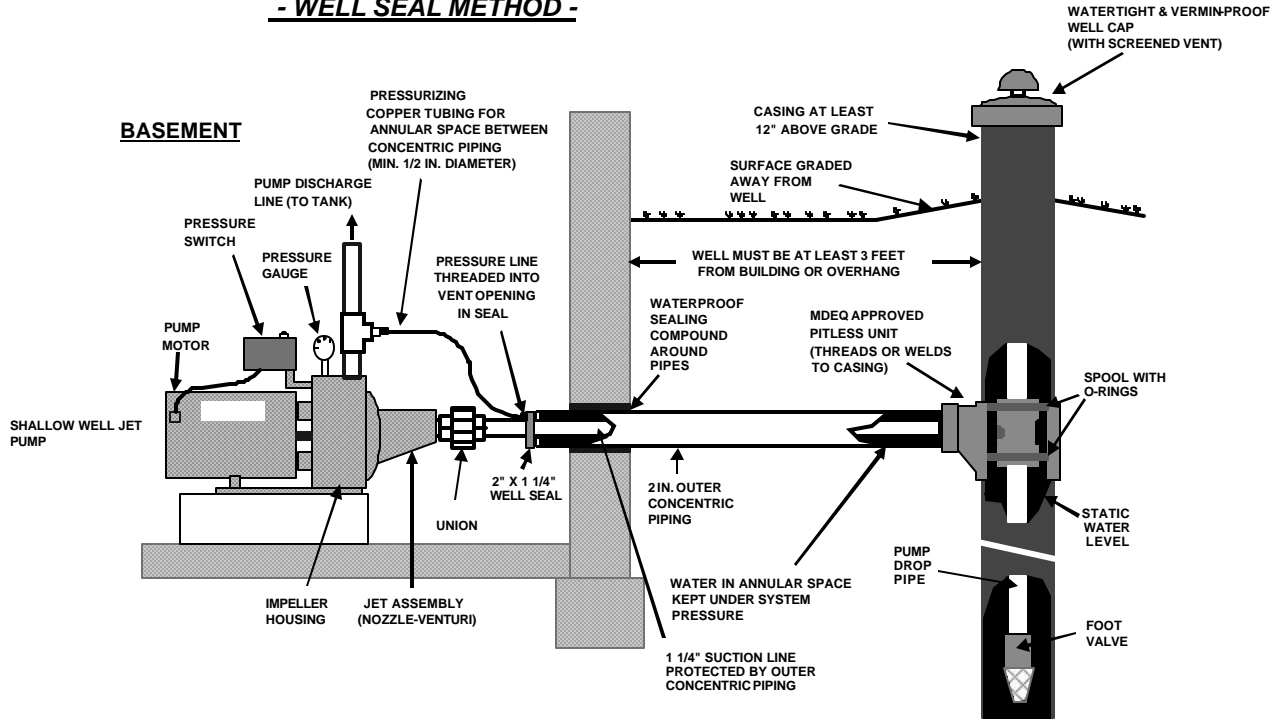 - WELL SEAL METHOD -
WATERTIGHT & VERMIN-PROOF
WELL CAP
(WITH SCREENED VENT)
PRESSURIZING
COPPER TUBING FOR
ANNULAR SPACE BETWEEN
CONCENTRIC PIPING
(MIN. 1/2 IN. DIAMETER)
CASING AT LEAST
12" ABOVE GRADE
BASEMENT
SURFACE GRADED
AWAY FROM
WELL
PUMP DISCHARGE
LINE (TO TANK)
PRESSURE
SWITCH
PRESSURE
GAUGE
PRESSURE LINE
THREADED INTO
VENT OPENING
IN SEAL
WELL MUST BE AT LEAST 3 FEET
FROM BUILDING OR OVERHANG
WATERPROOF
SEALING
COMPOUND
AROUND
PIPES
MDEQ APPROVED
PITLESS UNIT
(THREADS OR WELDS
TO CASING)
PUMP
MOTOR
SPOOL WITH
O-RINGS
SHALLOW WELL JET
PUMP
2" X 1 1/4"
WELL SEAL
2 IN. OUTER
CONCENTRIC
PIPING
UNION
STATIC
WATER
LEVEL
PUMP
DROP
PIPE
WATER IN ANNULAR SPACE
KEPT UNDER SYSTEM
PRESSURE
IMPELLER
HOUSING
JET ASSEMBLY
(NOZZLE-VENTURI)
FOOT
VALVE
1 1/4" SUCTION LINE
PROTECTED BY OUTER
CONCENTRIC PIPING